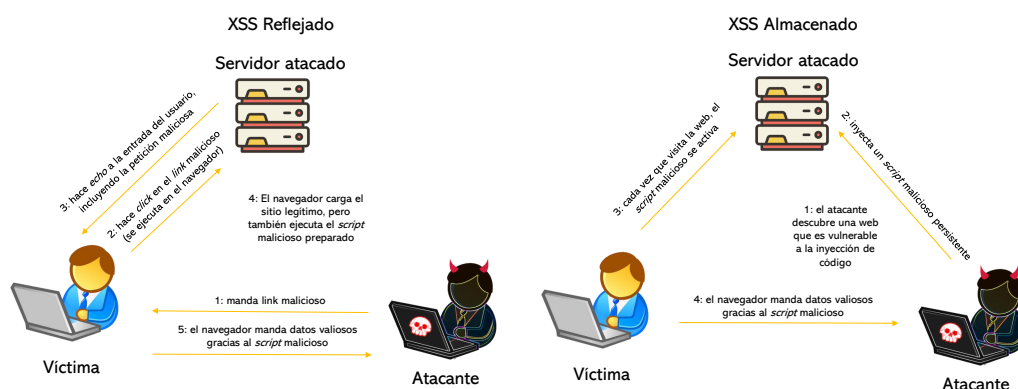 XSS Reflejado
Servidor atacado
3: hace echo a la entrada del usuario,
incluyendo la petición maliciosa
2: hace click en el link malicioso
(se ejecuta en el navegador)
4: El navegador carga el
sitio legítimo, pero
también ejecuta el script
malicioso preparado
1: manda link malicioso
5: el navegador manda datos valiosos
gracias al script malicioso
Víctima
Atacante
XSS Almacenado
Servidor atacado
3: cada vez que visita la web, el
script malicioso se activa
2: inyecta un script malicioso persistente
1: el atacante
descubre una web
que es vulnerable
a la inyección de
código
4: el navegador manda datos valiosos
gracias al script malicioso
Víctima
Atacante